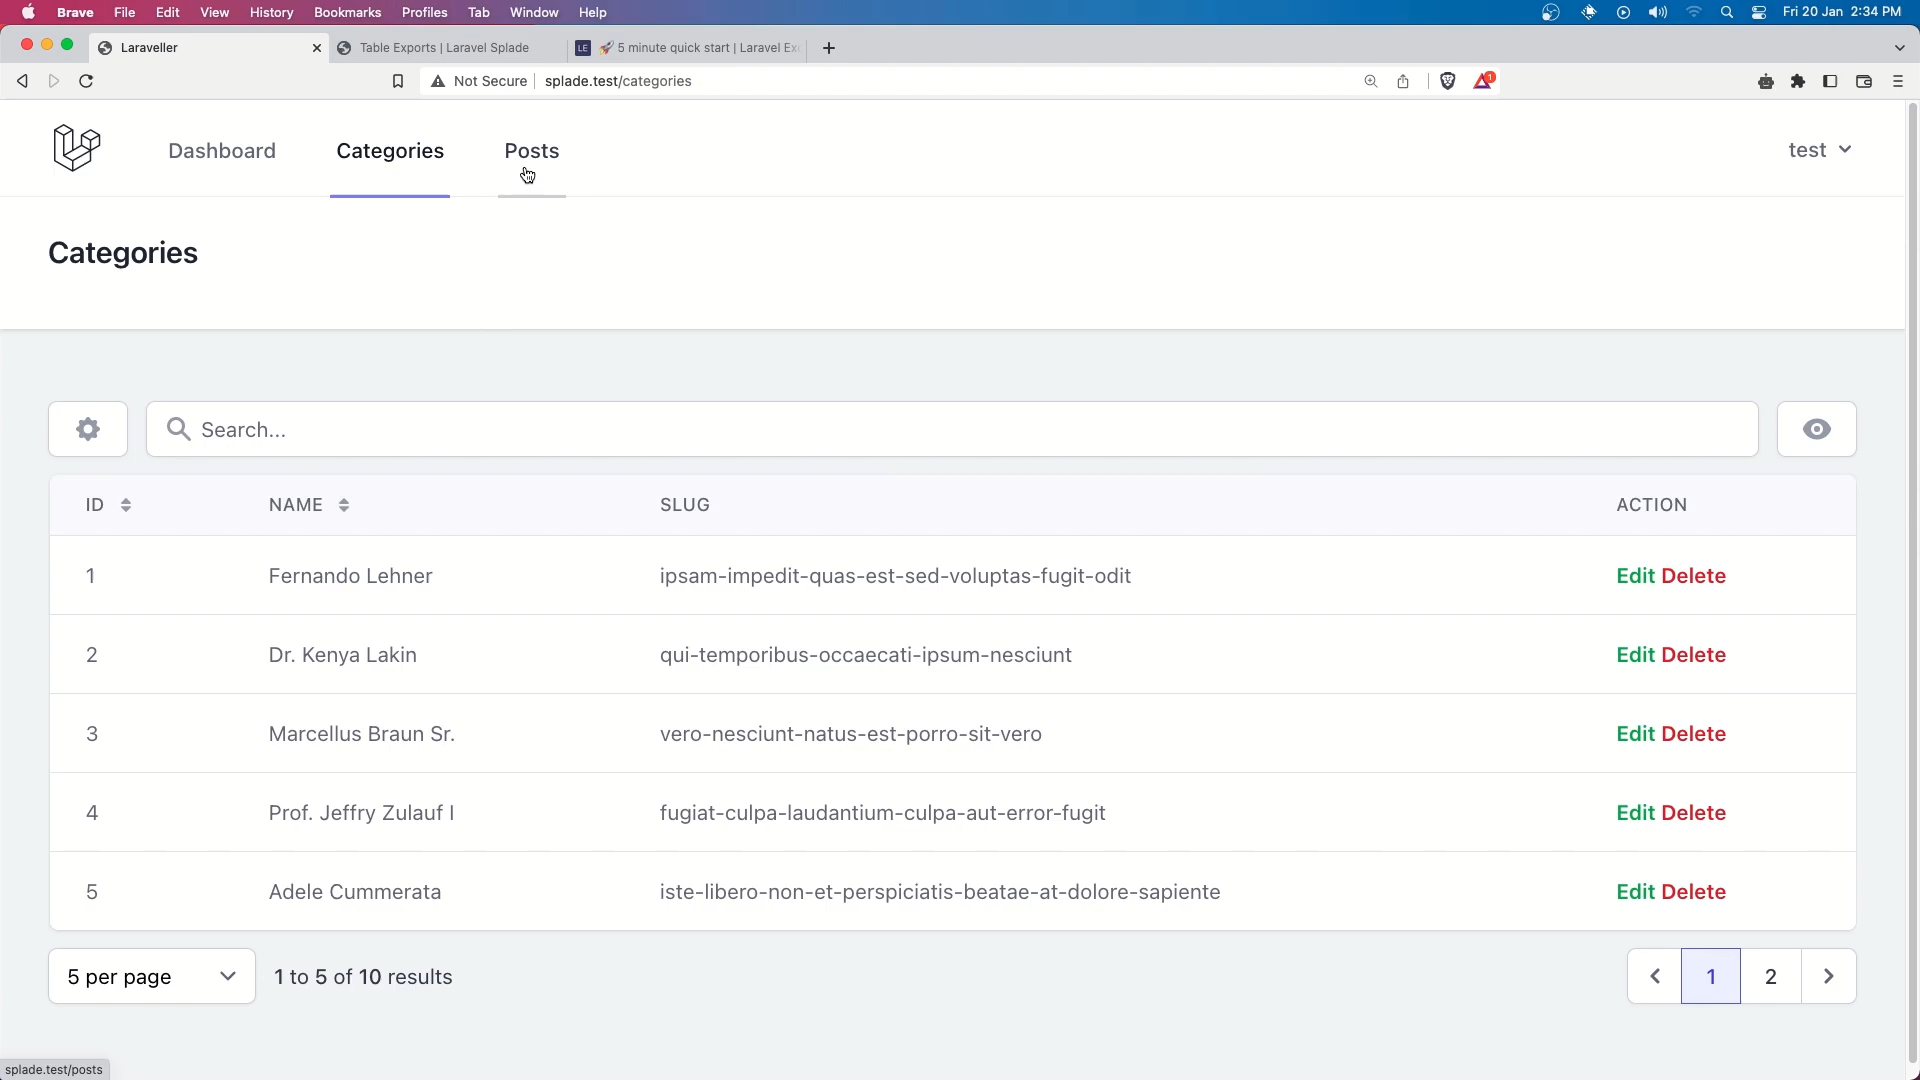 Brave File Edit View History Bookmarks Profiles Tab Window Help Fri 20 Jan 2:34 PM
Laraveller Table Exports | Laravel Splade LE 🚀 5 minute quick start | Laravel Ex
Not Secure splade.test/categories 1
Dashboard Categories Posts test
Categories
Search...
ID NAME SLUG ACTION
1 Fernando Lehner ipsam-impedit-quas-est-sed-voluptas-fugit-odit Edit Delete
2 Dr. Kenya Lakin qui-temporibus-occaecati-ipsum-nesciunt Edit Delete
3 Marcellus Braun Sr. vero-nesciunt-natus-est-porro-sit-vero Edit Delete
4 Prof. Jeffry Zulauf I fugiat-culpa-laudantium-culpa-aut-error-fugit Edit Delete
5 Adele Cummerata iste-libero-non-et-perspiciatis-beatae-at-dolore-sapiente Edit Delete
5 per page 1 to 5 of 10 results 1 2
splade.test/posts